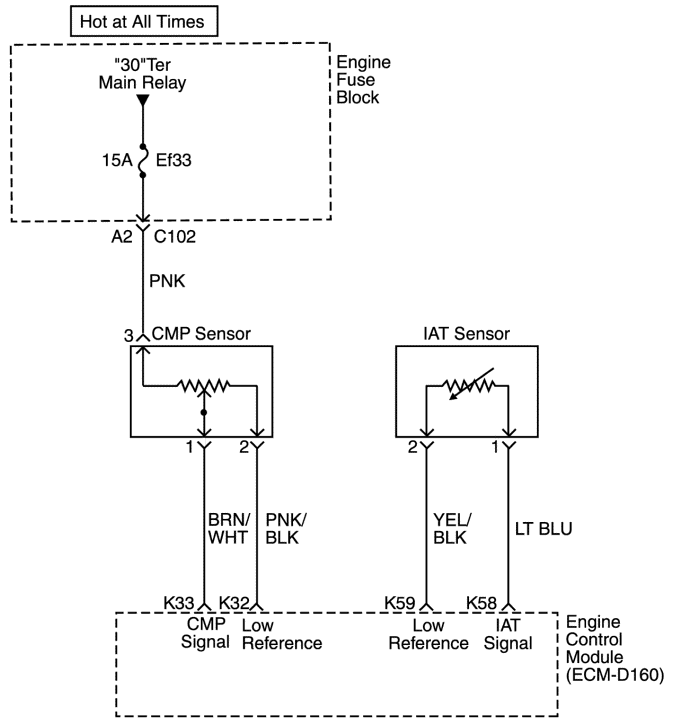 Hot at All Times
"30"Ter
Main Relay
Engine
Fuse
Block
15A
Ef33
A2
C102
PNK
3
CMP Sensor
IAT Sensor
1
2
2
1
BRN/
WHT
PNK/
BLK
YEL/
BLK
LT BLU
K33
K32
K59
K58
CMP
Signal
Low
Reference
Low
Reference
IAT
Signal
Engine
Control
Module
(ECM-D160)